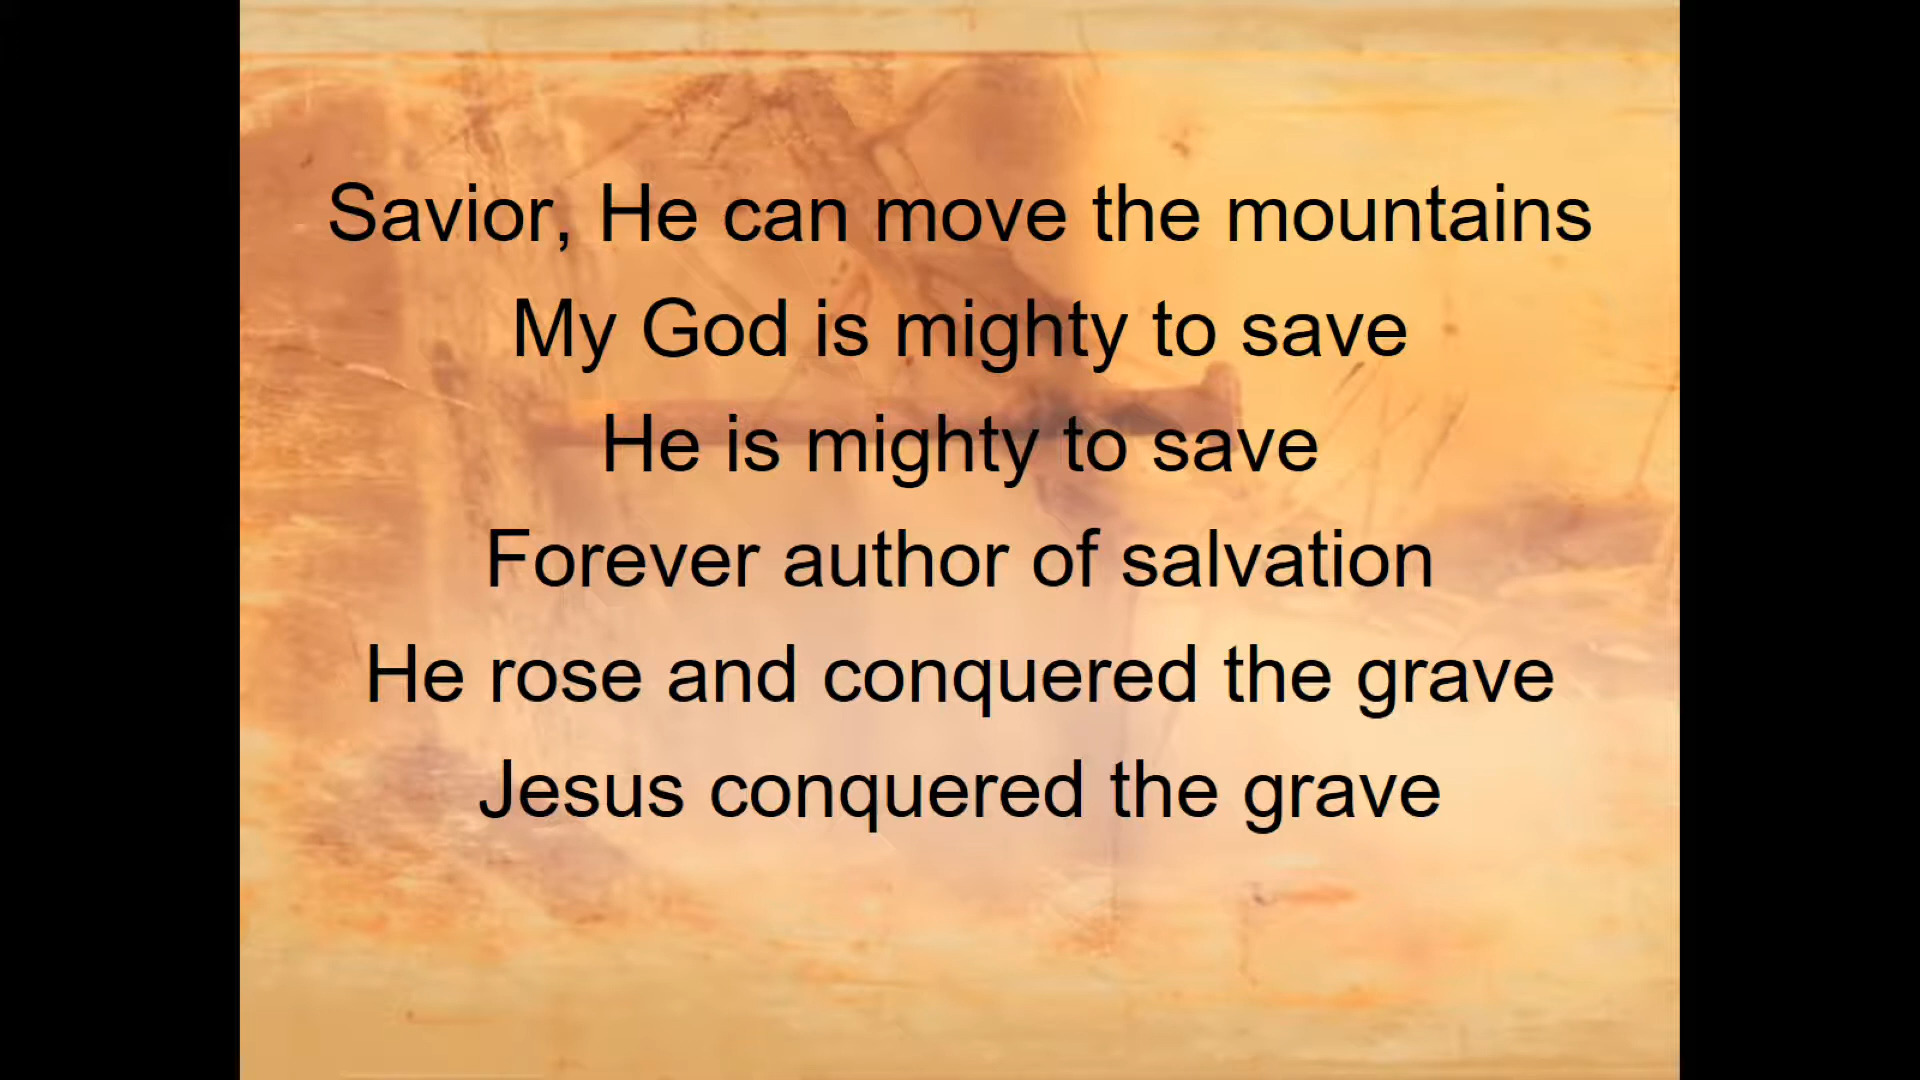 Savior, He can move the mountains
My God is mighty to save
He is mighty to save
Forever author of salvation
He rose and conquered the grave
Jesus conquered the grave